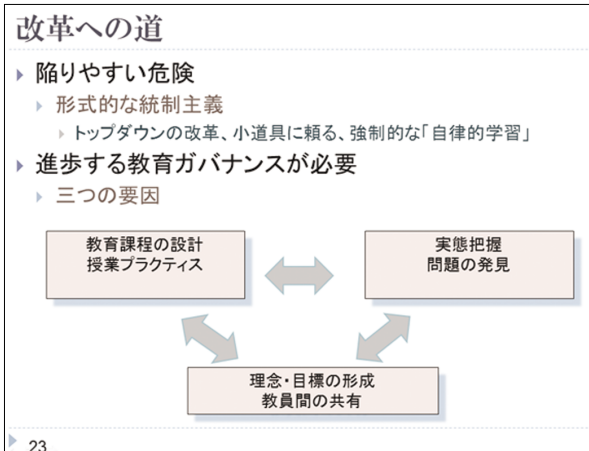 改革への道
陥りやすい危険
形式的な統制主義
トップダウンの改革、小道具に頼る、強制的な「自律的学習」
進歩する教育ガバナンスが必要
三つの要因
教育課程の設計
授業プラクティス
実態把握
問題の発見
理念・目標の形成
教員間の共有
23